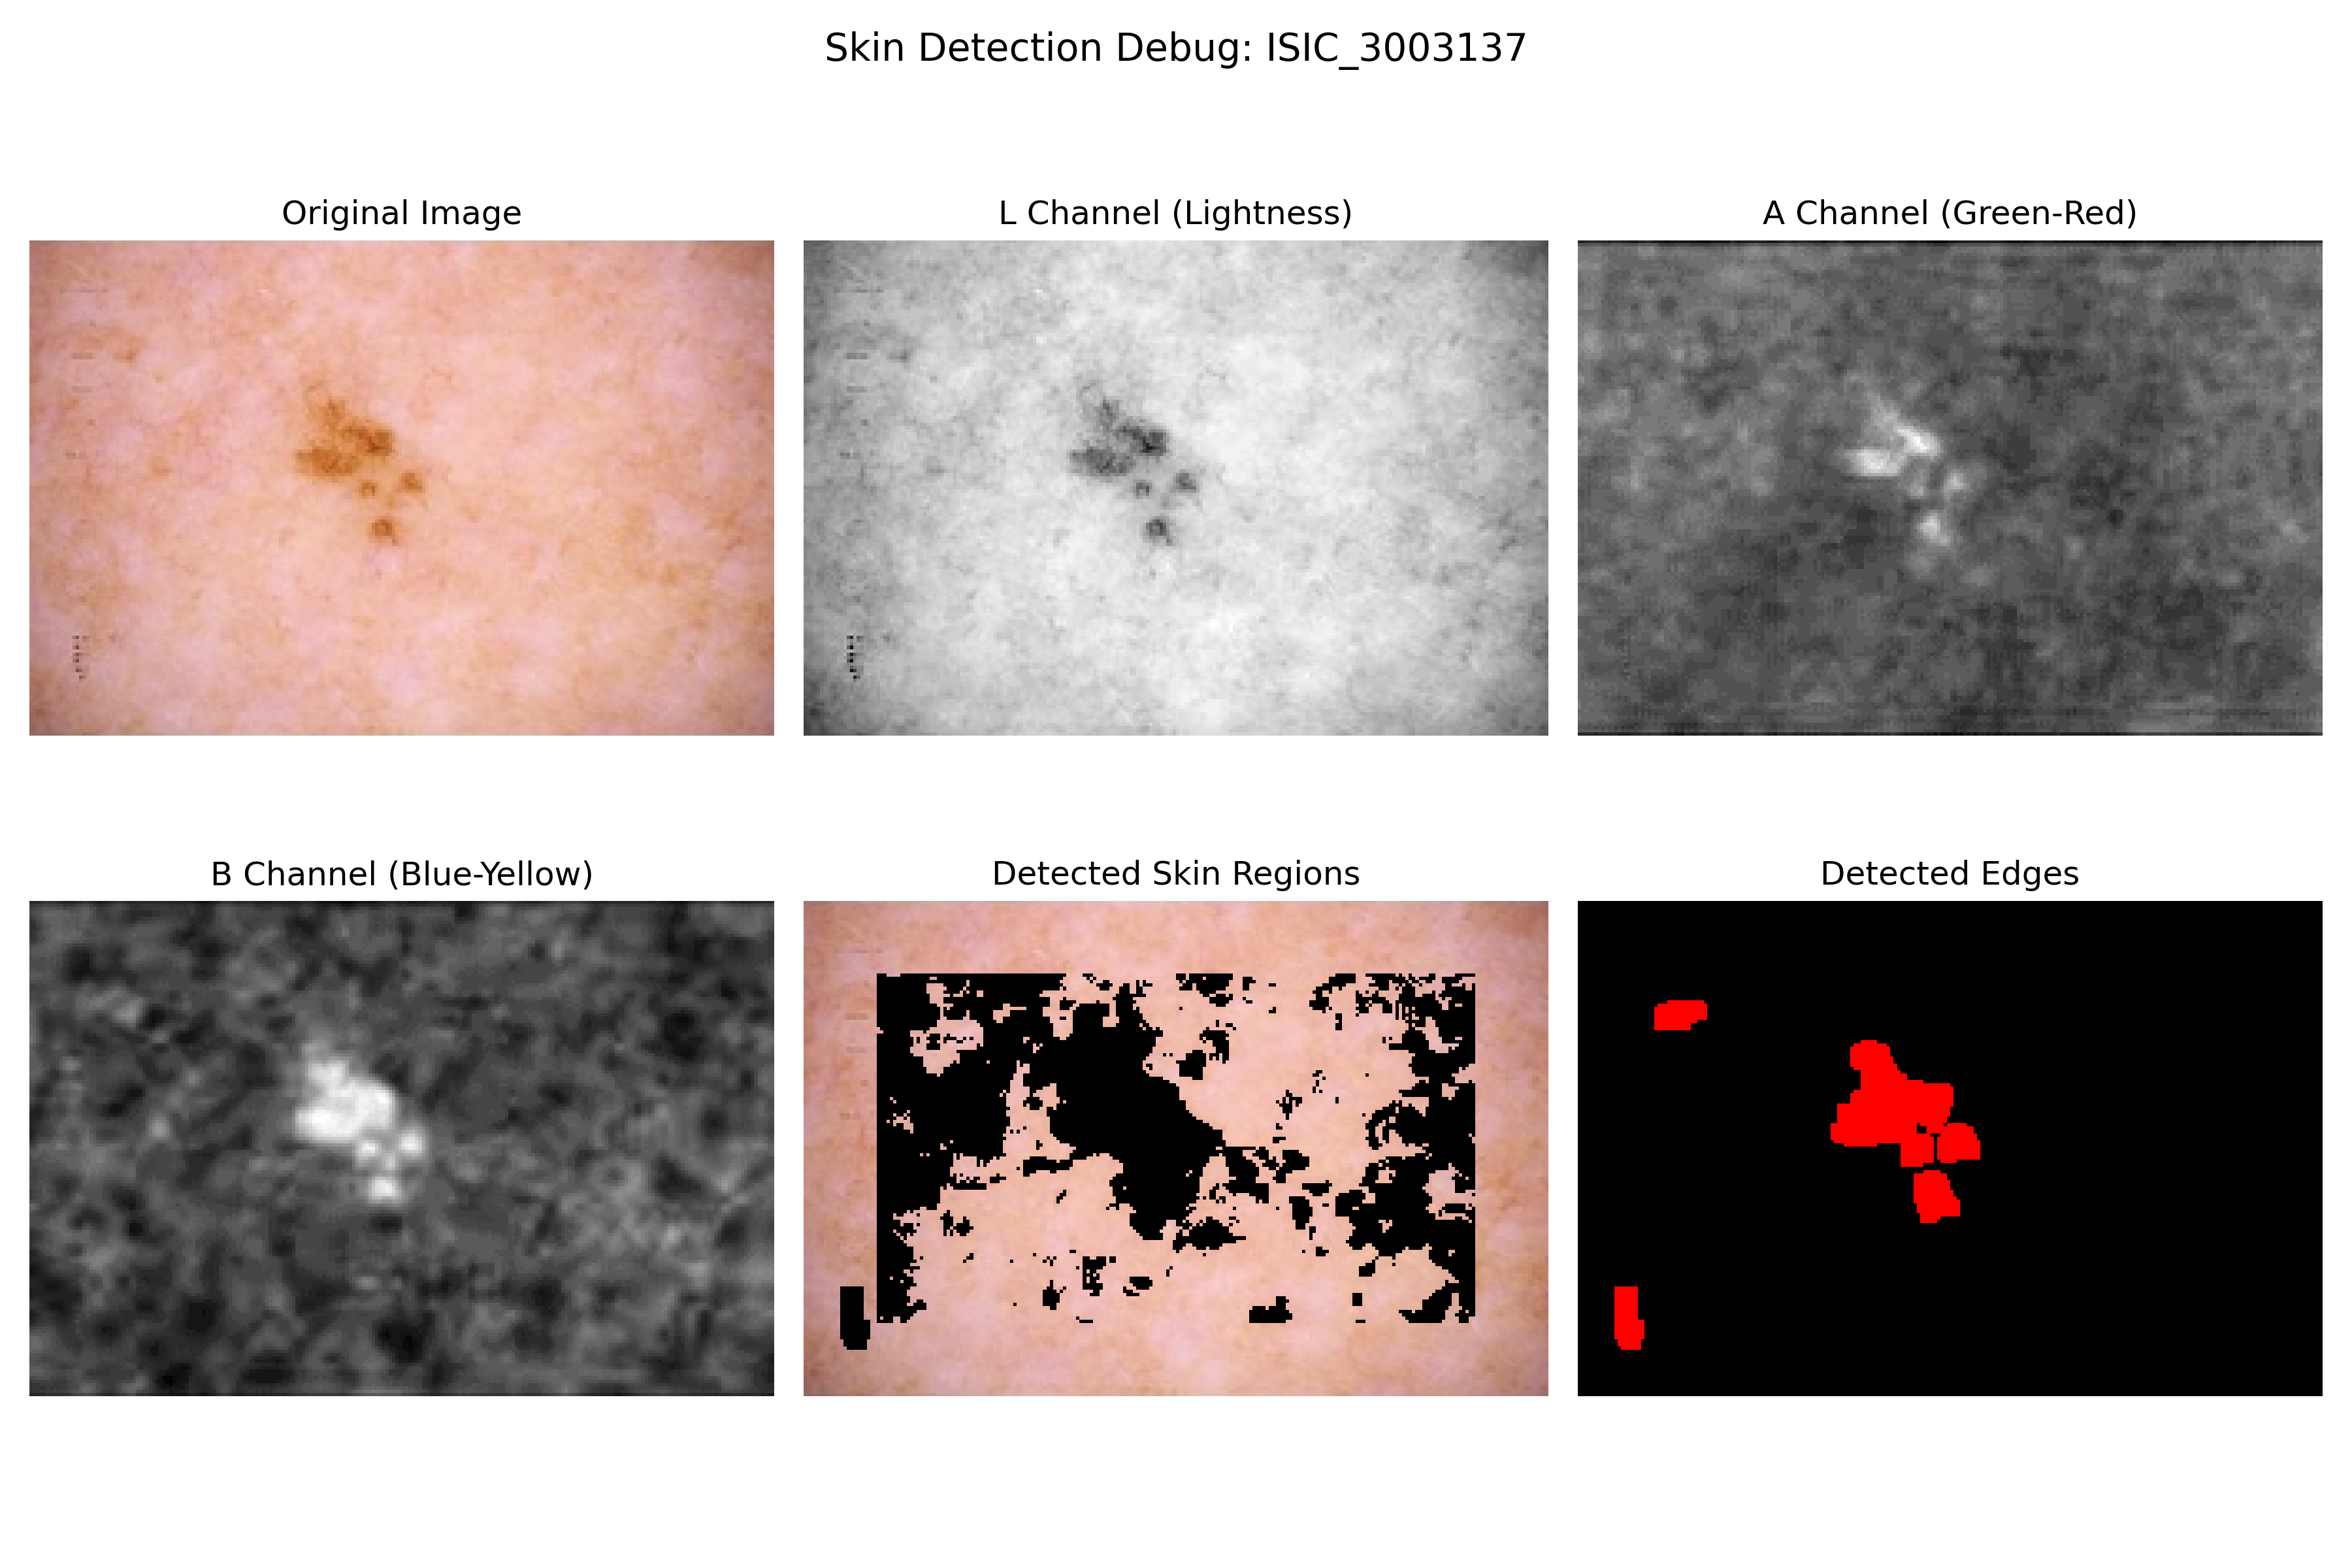 Skin Detection Debug: ISIC_3003137
Original Image
L Channel (Lightness)
A Channel (Green-Red)
B Channel (Blue-Yellow)
Detected Skin Regions
Detected Edges